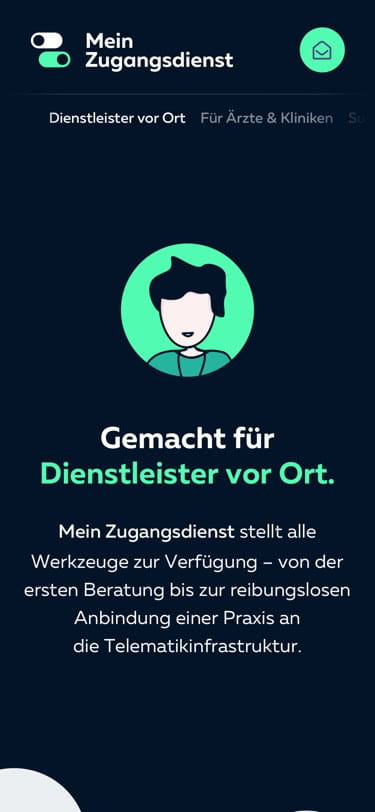 Mein
Zugangsdienst
Dienstleister vor Ort Für Ärzte & Kliniken
Gemacht für
Dienstleister vor Ort.
Mein Zugangsdienst stellt alle
Werkzeuge zur Verfügung – von der
ersten Beratung bis zur reibungslosen
Anbindung einer Praxis an
die Telematikinfrastruktur.